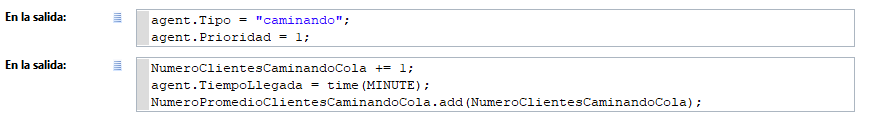 En la salida:
agent.Tipo = "caminando";
agent.Prioridad = 1;
En la salida:
NumeroClientesCaminandoCola += 1;
agent.TiempoLlegada = time(MINUTE);
NumeroPromedioClientesCaminandoCola.add(NumeroClientesCaminandoCola);